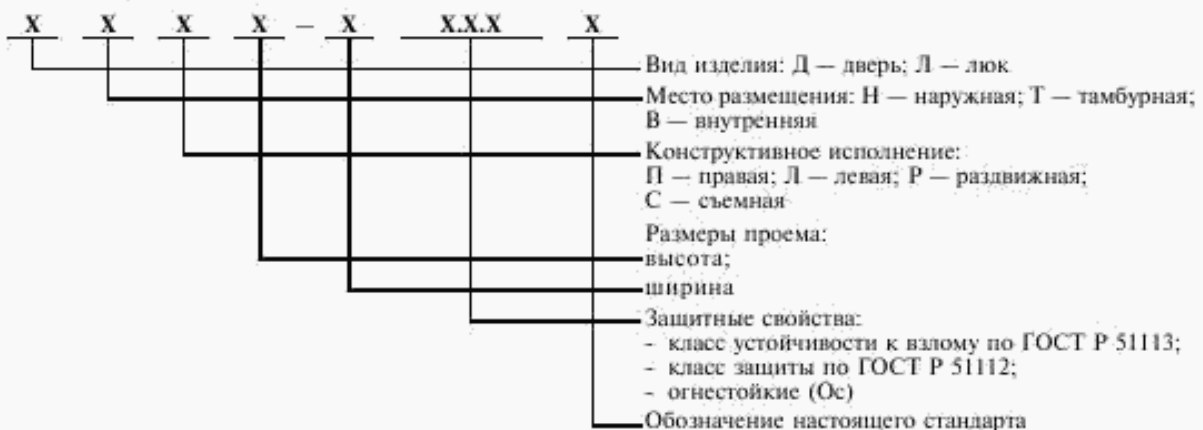 X X X X – X X.X.X X
Вид изделия: Д — дверь; Л — люк
Место размещения: Н — наружная; Т — тамбурная;
В — внутренняя
Конструктивное исполнение:
П — правая; Л — левая; Р — раздвижная;
С — съемная
Размеры проема:
высота;
ширина
Защитные свойства:
- класс устойчивости к взлому по ГОСТ Р 51113;
- класс защиты по ГОСТ Р 51112;
- огнестойкие (Ос)
Обозначение настоящего стандарта